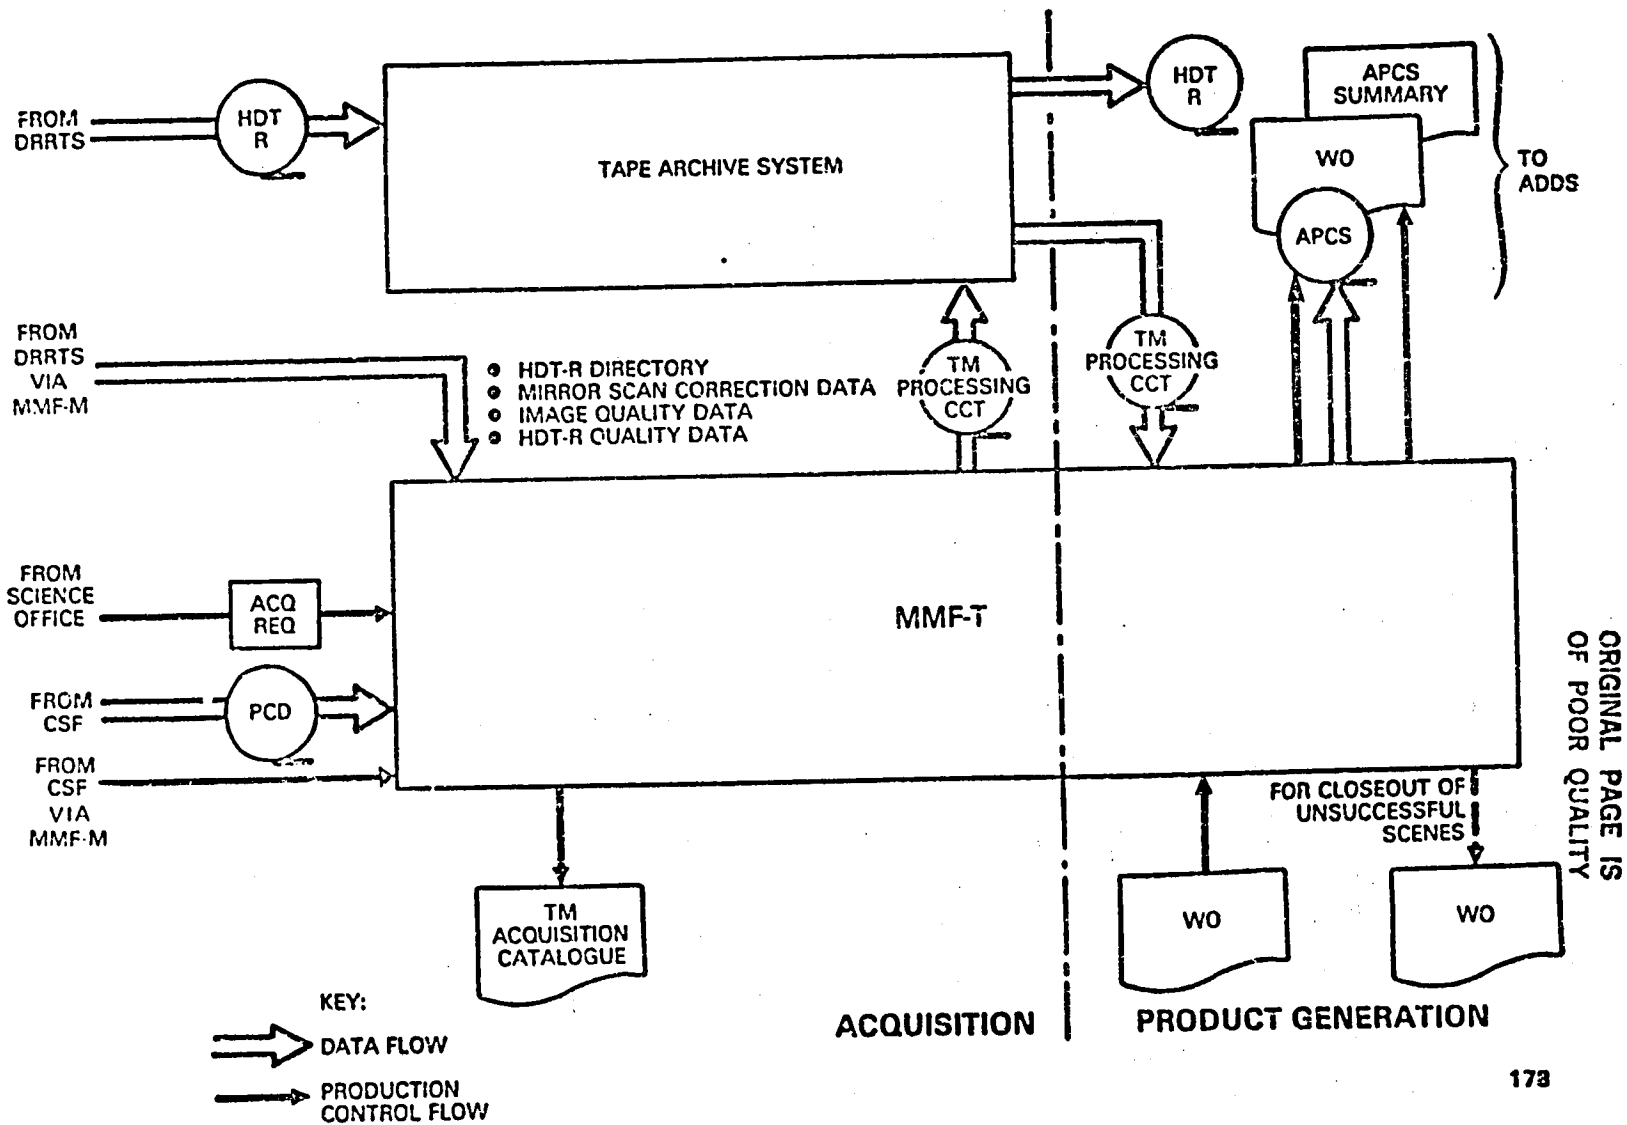 FROM
DRRTS
HDT
R
TAPE ARCHIVE SYSTEM
HDT
R
APCS
SUMMARY
WO
APCS
TO
ADDS
FROM
DRRTS
VIA
MMF-M
HDT-R DIRECTORY
MIRROR SCAN CORRECTION DATA
IMAGE QUALITY DATA
HDT-R QUALITY DATA
TM
PROCESSING
CCT
TM
PROCESSING
CCT
FROM
SCIENCE
OFFICE
ACQ
REQ
MMF-T
FROM
CSF
PCD
FROM
CSF
VIA
MMF-M
TM
ACQUISITION
CATALOGUE
WO
FOR CLOSEOUT OF
UNSUCCESSFUL
SCENES
WO
ORIGINAL PAGE IS
OF POOR QUALITY
KEY:
DATA FLOW
PRODUCTION
CONTROL FLOW
ACQUISITION
PRODUCT GENERATION
173